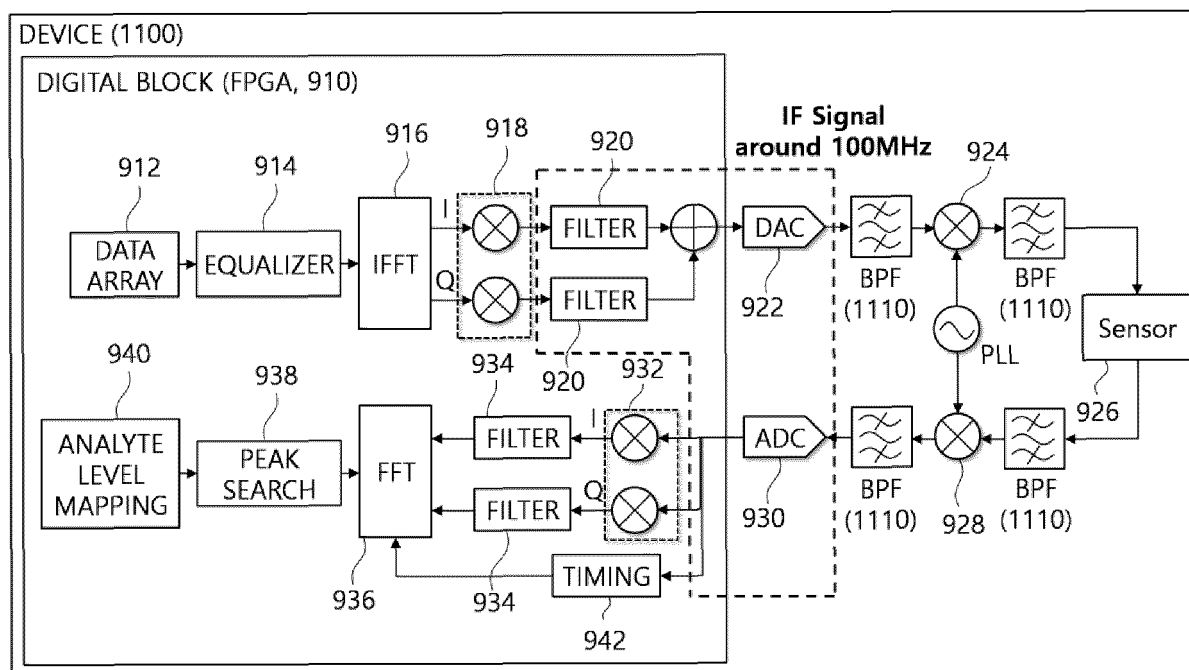 DEVICE (1100)
DIGITAL BLOCK (FPGA, 910)
IF Signal
around 100MHz
912
914
916
918
920
924
DATA
ARRAY
EQUALIZER
IFFT
I
Q
FILTER
FILTER
920
DAC
922
BPF
(1110)
BPF
(1110)
PLL
Sensor
926
940
938
934
932
ANALYTE
LEVEL
MAPPING
PEAK
SEARCH
FFT
936
I
Q
FILTER
FILTER
934
TIMING
942
ADC
930
BPF
(1110)
928
BPF
(1110)